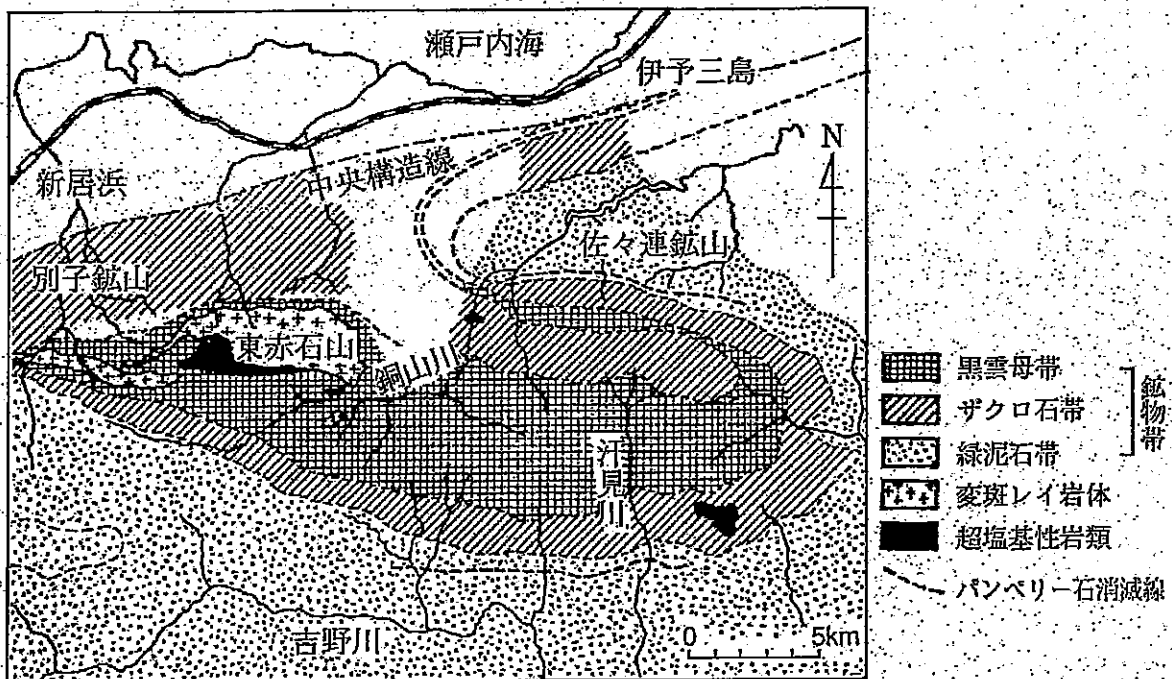 瀬戸内海
伊予三島
中央構造線
N
新居浜
佐々連鉱山
別子鉱山
東赤石山
銅山川
汗見川
吉野川
0 5km
黒雲母帯
ザクロ石帯
緑泥石帯
鉱物帯
変斑レイ岩体
超塩基性岩類
パンペリー石消滅線